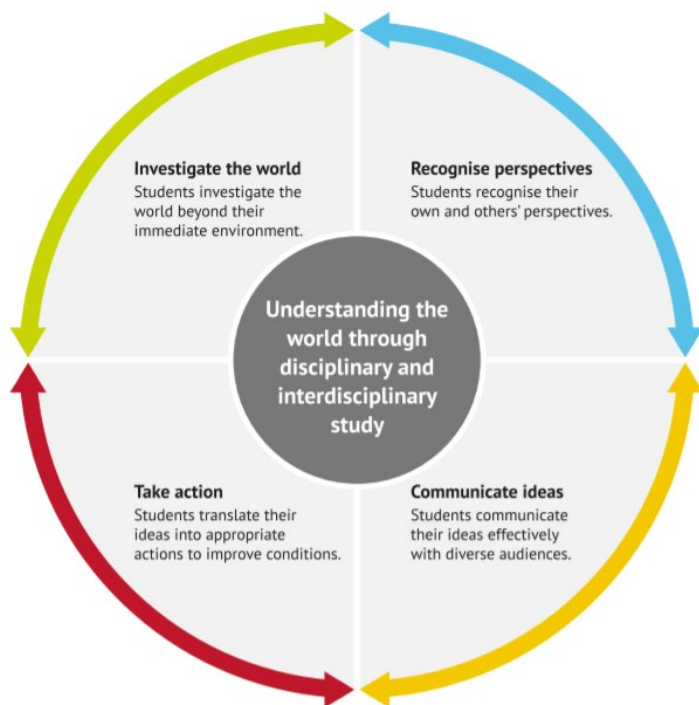 Investigate the world
Students investigate the
world beyond their
immediate environment.
Recognise perspectives
Students recognise their
own and others' perspectives.
Understanding the
world through
disciplinary and
interdisciplinary
study
Take action
Students translate their
ideas into appropriate
actions to improve conditions.
Communicate ideas
Students communicate
their ideas effectively
with diverse audiences.